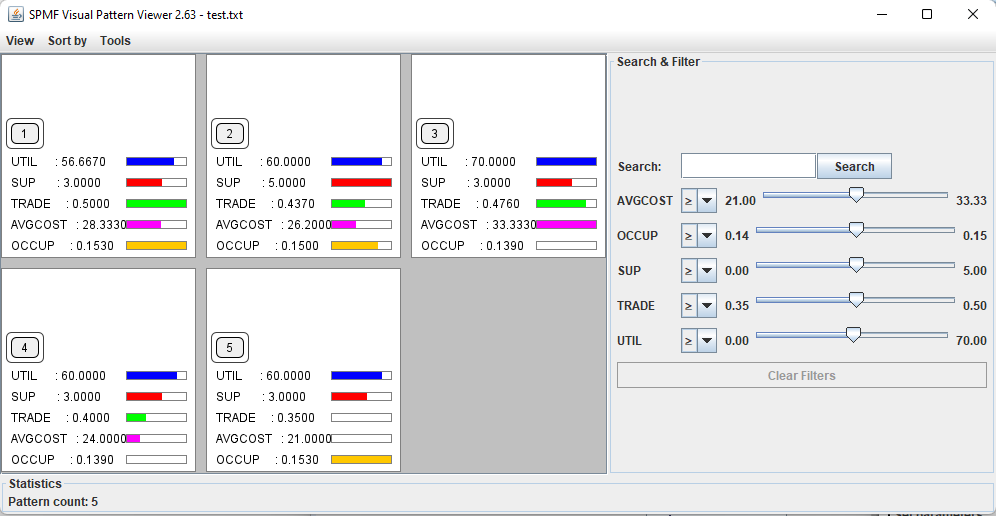 SPMF Visual Pattern Viewer 2.63 - test.txt
View Sort by Tools
1
UTIL : 56.6670
SUP : 3.0000
TRADE : 0.5000
AVGCOST : 28.3330
OCCUP : 0.1530
2
UTIL : 60.0000
SUP : 5.0000
TRADE : 0.4370
AVGCOST : 26.2000
OCCUP : 0.1500
3
UTIL : 70.0000
SUP : 3.0000
TRADE : 0.4760
AVGCOST : 33.3330
OCCUP : 0.1390
4
UTIL : 60.0000
SUP : 3.0000
TRADE : 0.4000
AVGCOST : 24.0000
OCCUP : 0.1390
5
UTIL : 60.0000
SUP : 3.0000
TRADE : 0.3500
AVGCOST : 21.0000
OCCUP : 0.1530
Search & Filter
Search: Search
AVGCOST ≥ 21.00 33.33
OCCUP ≥ 0.14 0.15
SUP ≥ 0.00 5.00
TRADE ≥ 0.35 0.50
UTIL ≥ 0.00 70.00
Clear Filters
Statistics
Pattern count: 5